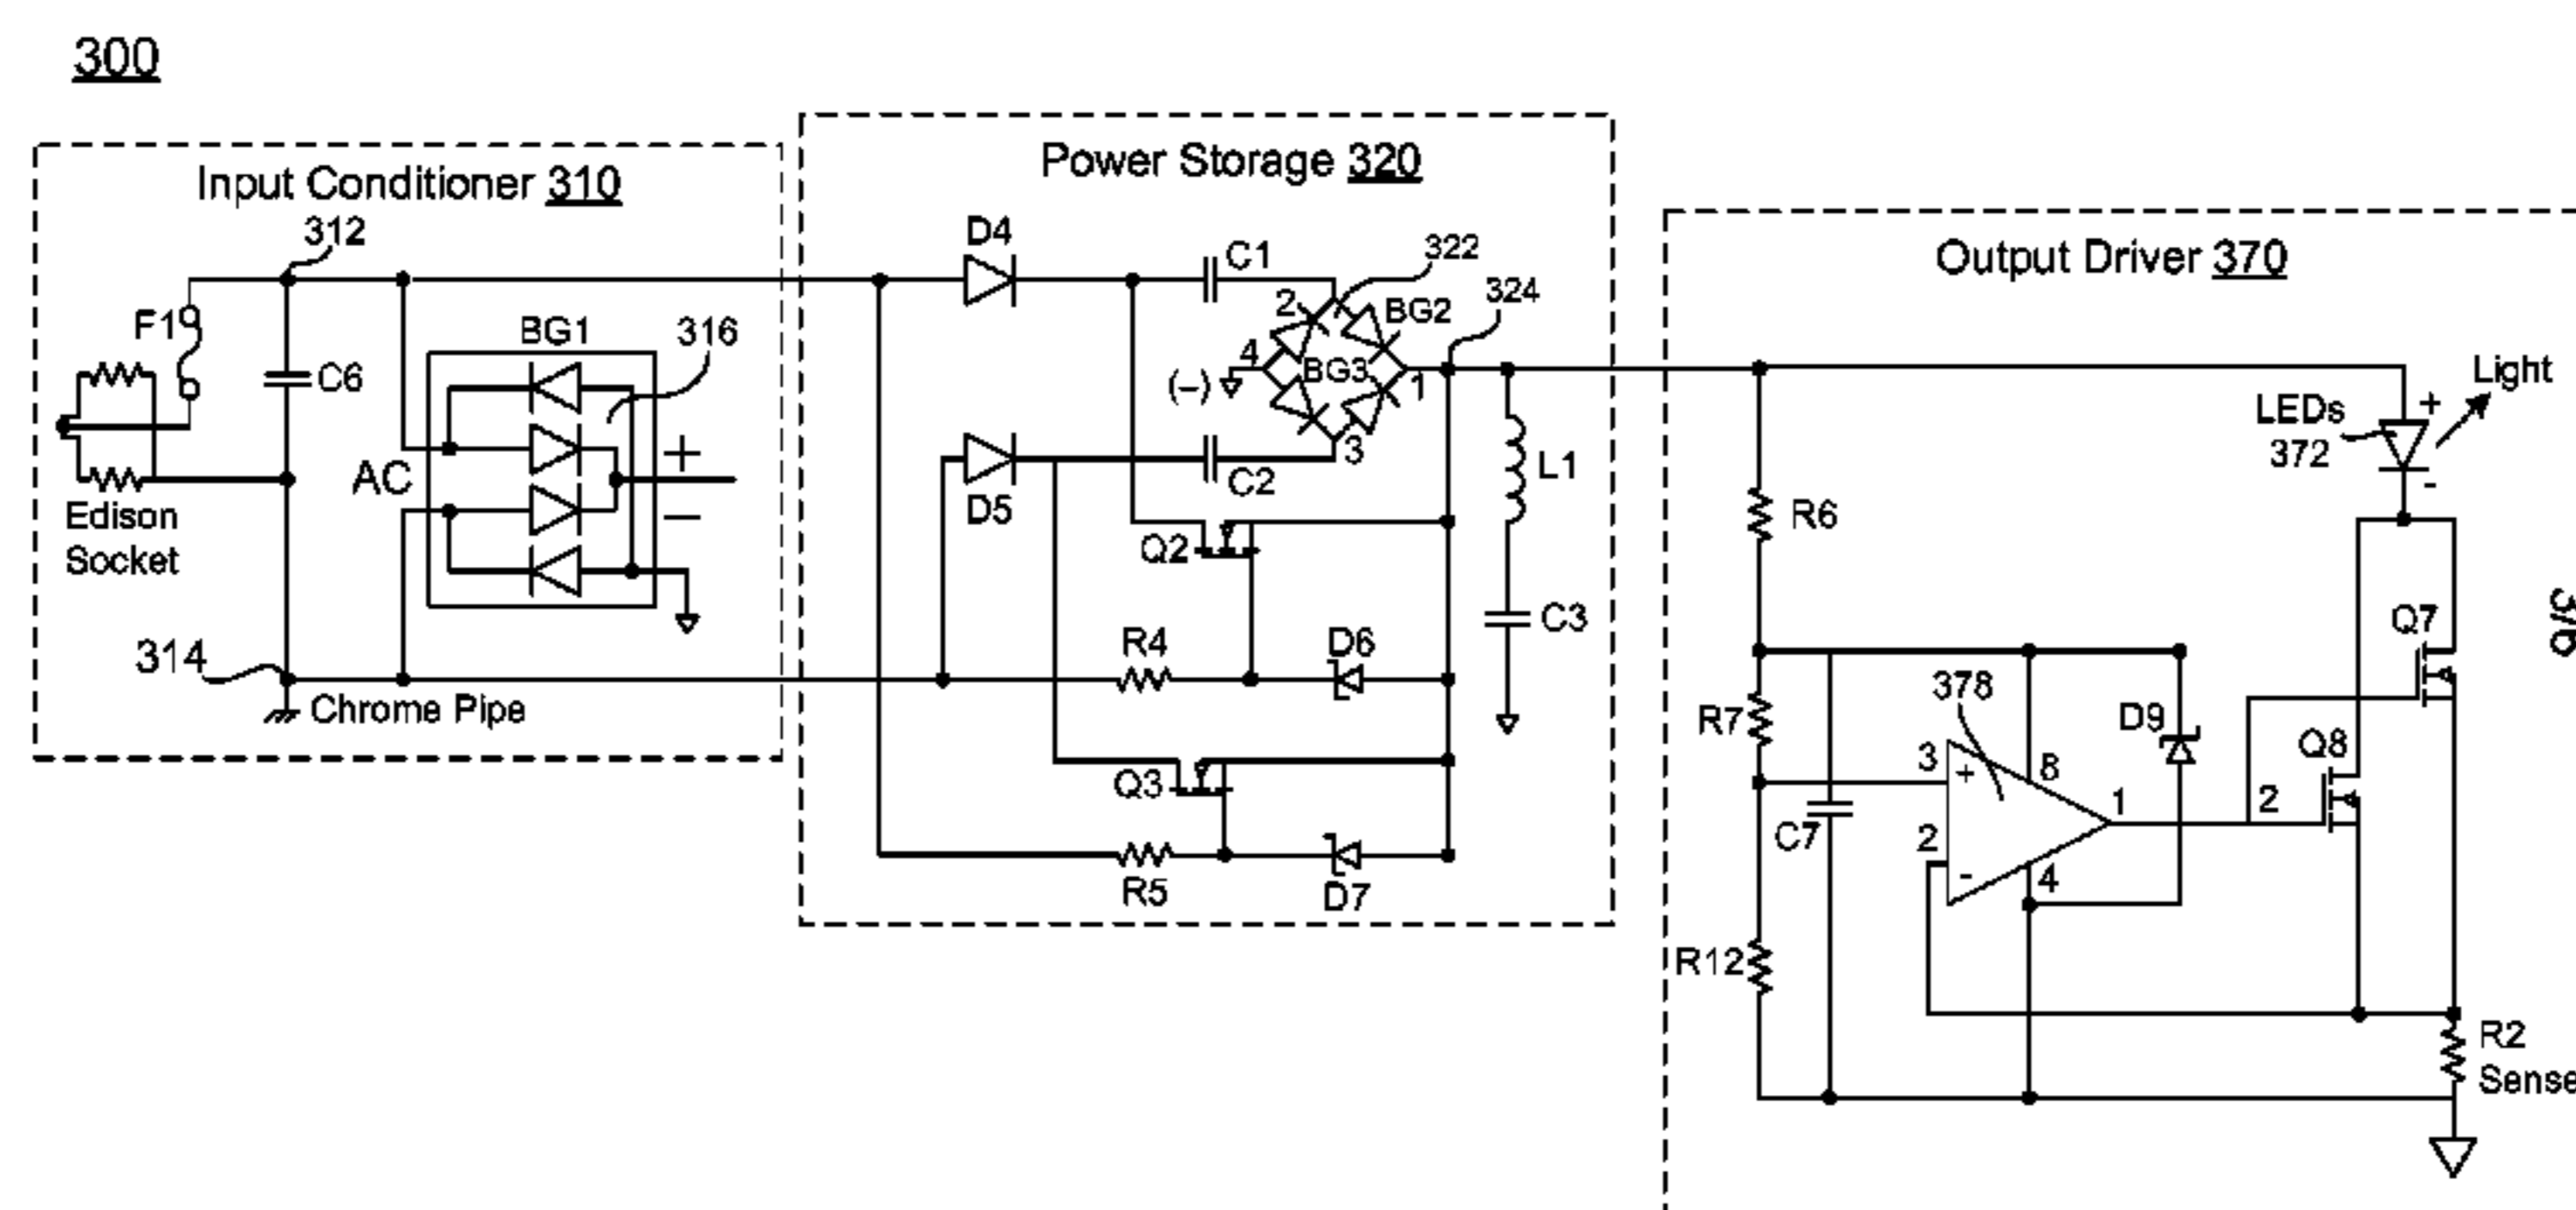 300
Input Conditioner 310
312
F1
C6
BG1
316
AC
+
−
Edison
Socket
314
Chrome Pipe
Power Storage 320
D4
C1
322
2
BG2
324
4
BG3
1
(−)
3
D5
C2
L1
Q2
C3
R4
D6
Q3
R5
D7
Output Driver 370
Light
LEDs
372
+
-
R6
Q7
378
R7
D9
Q8
3
+
8
C7
1
2
2
-
4
R12
R2
Sense